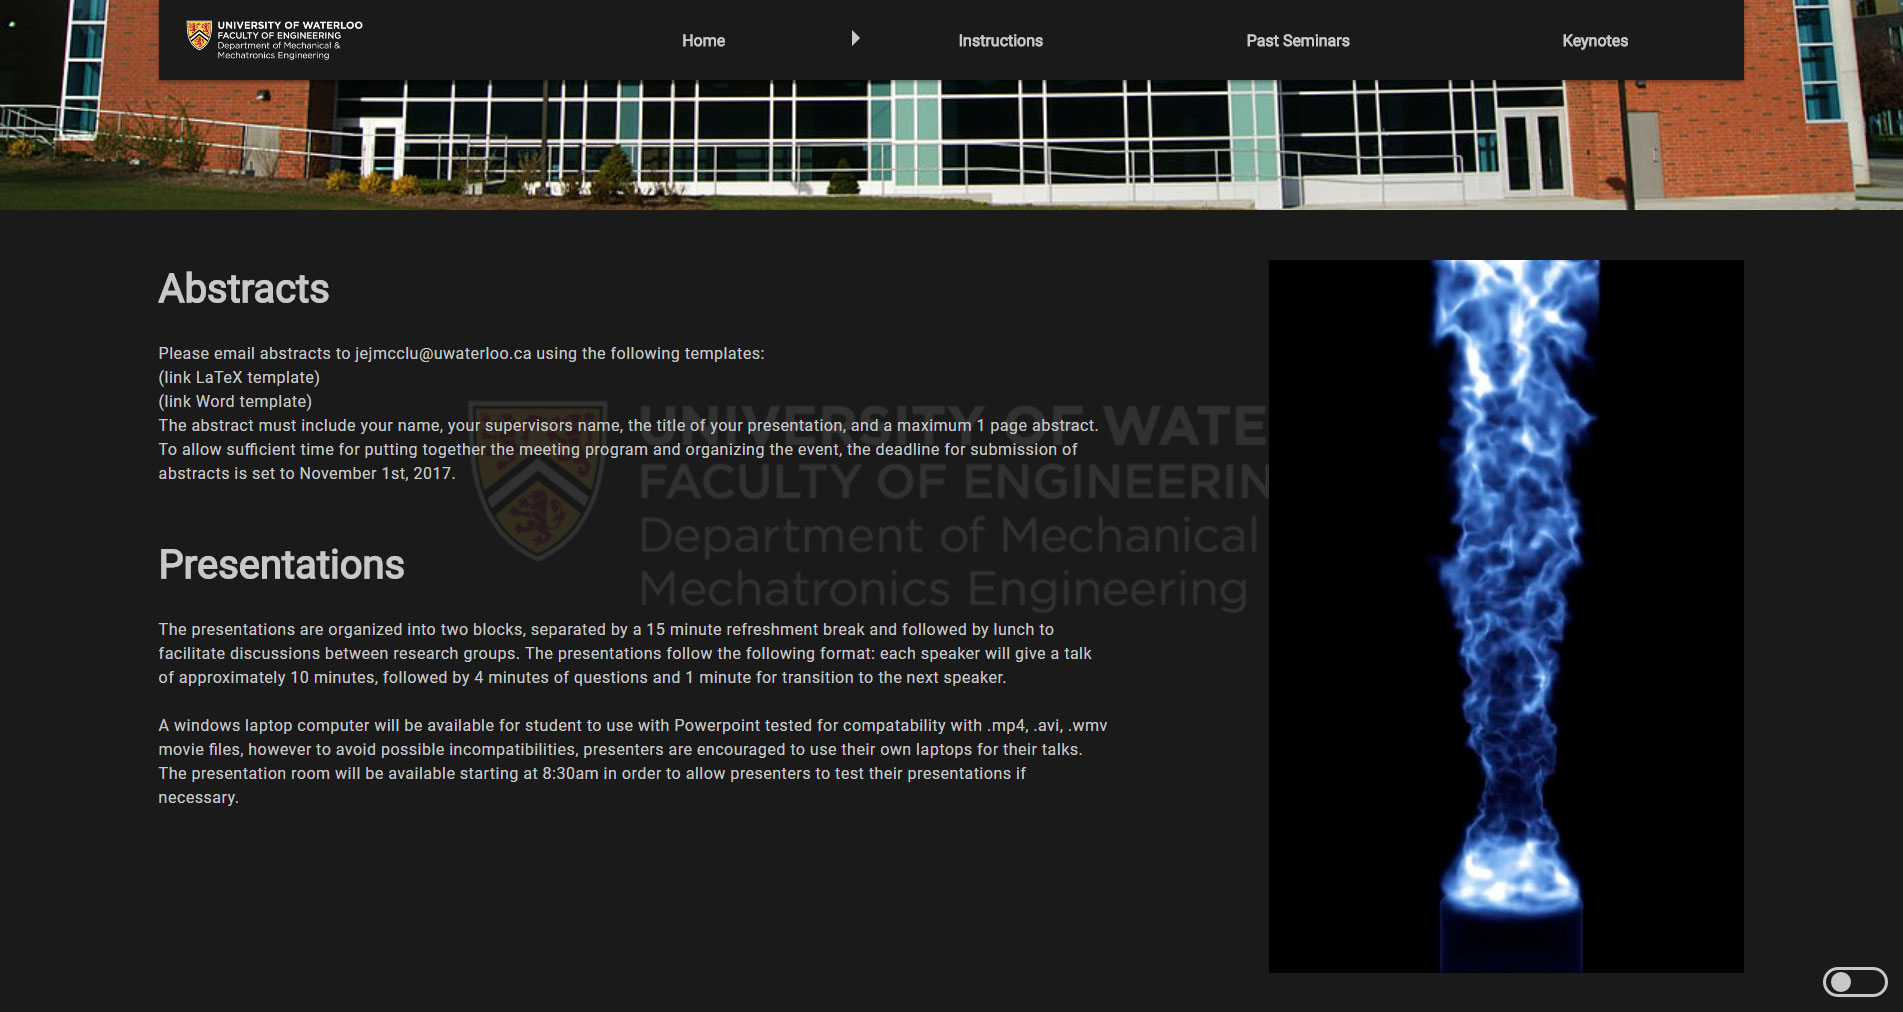 UNIVERSITY OF WATERLOO
FACULTY OF ENGINEERING
Department of Mechanical &
Mechatronics Engineering
Home
Instructions
Past Seminars
Keynotes
Abstracts
Please email abstracts to jejmcclu@uwaterloo.ca using the following templates:
(link LaTeX template)
(link Word template)
The abstract must include your name, your supervisors name, the title of your presentation, and a maximum 1 page abstract.
To allow sufficient time for putting together the meeting program and organizing the event, the deadline for submission of
abstracts is set to November 1st, 2017.
UNIVERSITY OF WATE
FACULTY OF ENGINEERIN
Department of Mechanical
Mechatronics Engineering
Presentations
The presentations are organized into two blocks, separated by a 15 minute refreshment break and followed by lunch to
facilitate discussions between research groups. The presentations follow the following format: each speaker will give a talk
of approximately 10 minutes, followed by 4 minutes of questions and 1 minute for transition to the next speaker.
A windows laptop computer will be available for student to use with Powerpoint tested for compatability with .mp4, .avi, .wmv
movie files, however to avoid possible incompatibilities, presenters are encouraged to use their own laptops for their talks.
The presentation room will be available starting at 8:30am in order to allow presenters to test their presentations if
necessary.